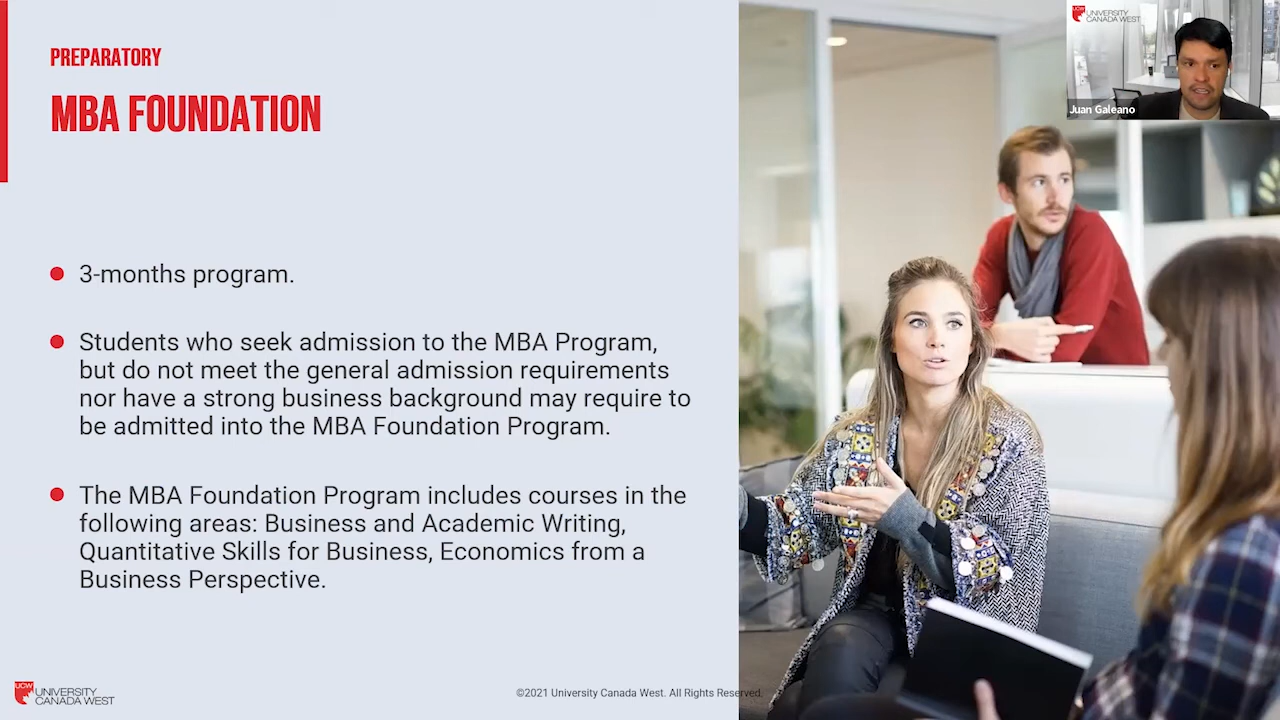 PREPARATORY
MBA FOUNDATION
3-months program.
Students who seek admission to the MBA Program,
but do not meet the general admission requirements
nor have a strong business background may require to
be admitted into the MBA Foundation Program.
The MBA Foundation Program includes courses in the
following areas: Business and Academic Writing,
Quantitative Skills for Business, Economics from a
Business Perspective.
UCW
UNIVERSITY
CANADA WEST
©2021 University Canada West. All Rights Reserved.
UCW
UNIVERSITY
CANADA WEST
Juan Galeano